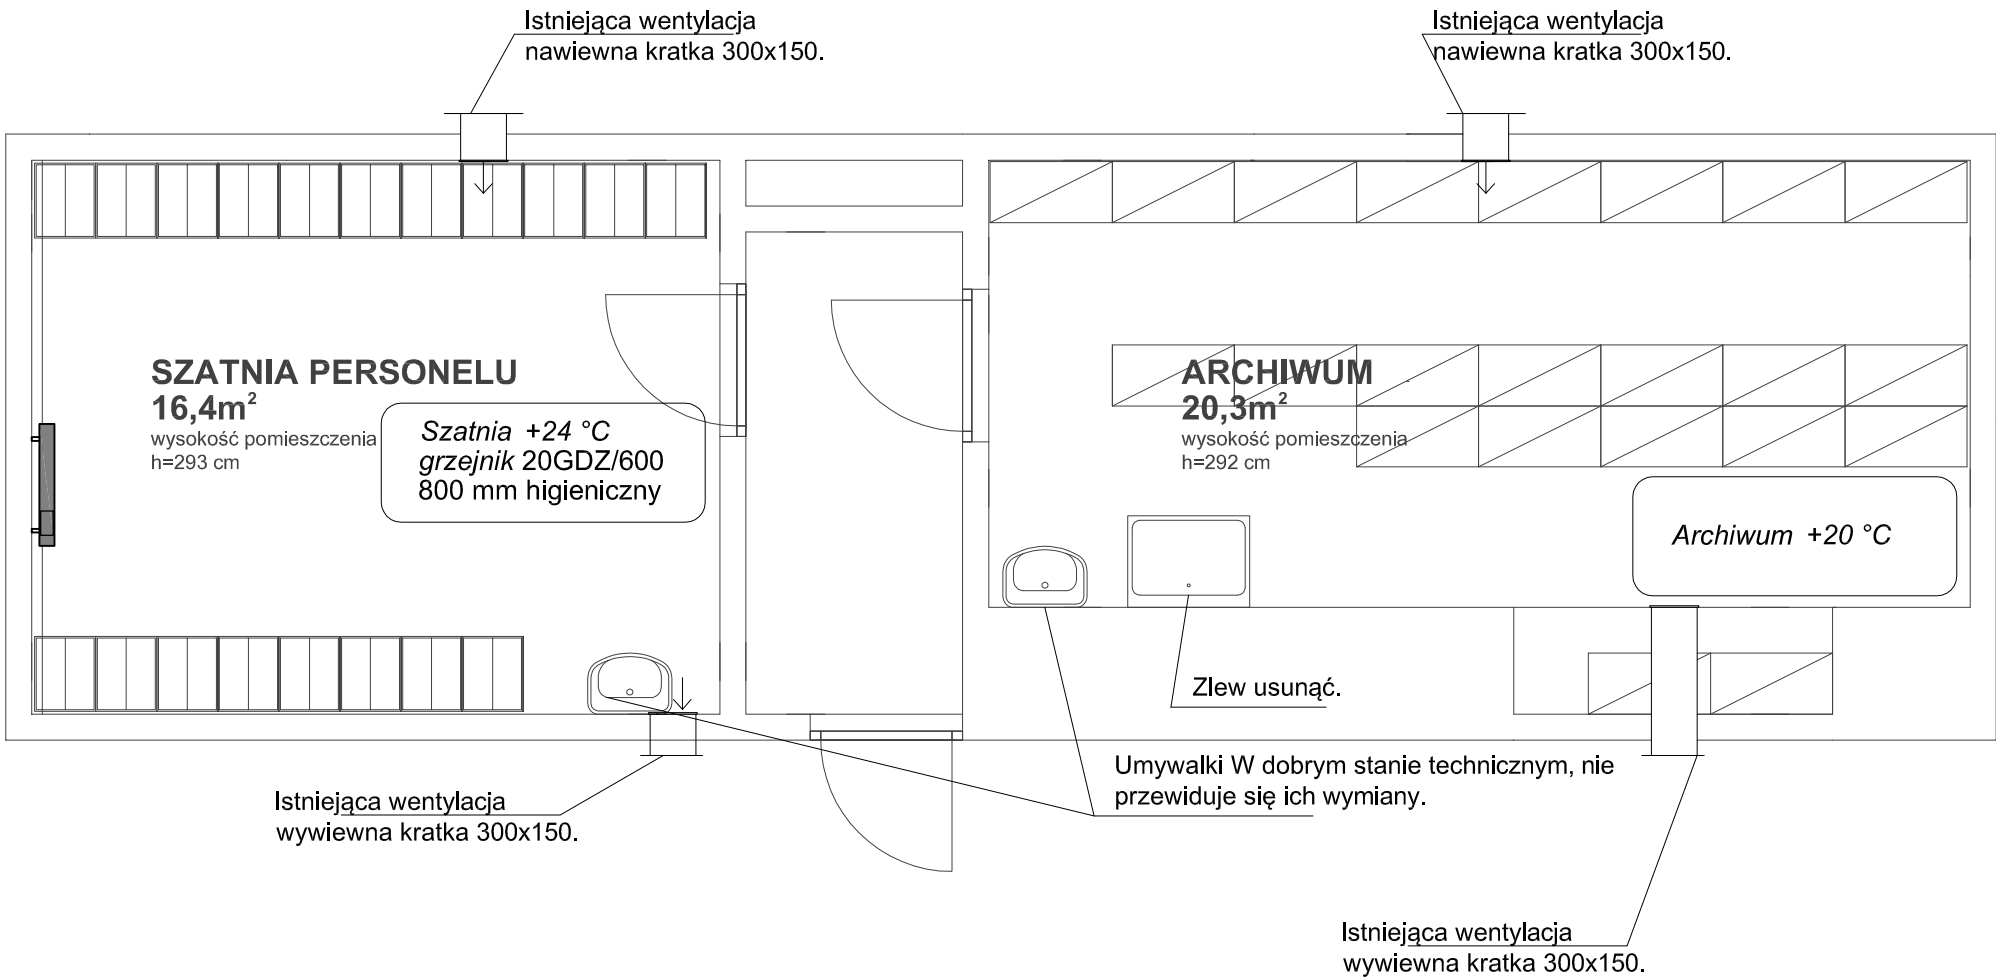 Istniejąca wentylacja
nawiewna kratka 300x150.
Istniejąca wentylacja
nawiewna kratka 300x150.
SZATNIA PERSONELU
16,4m²
wysokość pomieszczenia
h=293 cm
Szatnia +24 °C
grzejnik 20GDZ/600
800 mm higieniczny
ARCHIWUM
20,3m²
wysokość pomieszczenia
h=292 cm
Archiwum +20 °C
Zlew usunąć.
Umywalki W dobrym stanie technicznym, nie
przewiduje się ich wymiany.
Istniejąca wentylacja
wywiewna kratka 300x150.
Istniejąca wentylacja
wywiewna kratka 300x150.